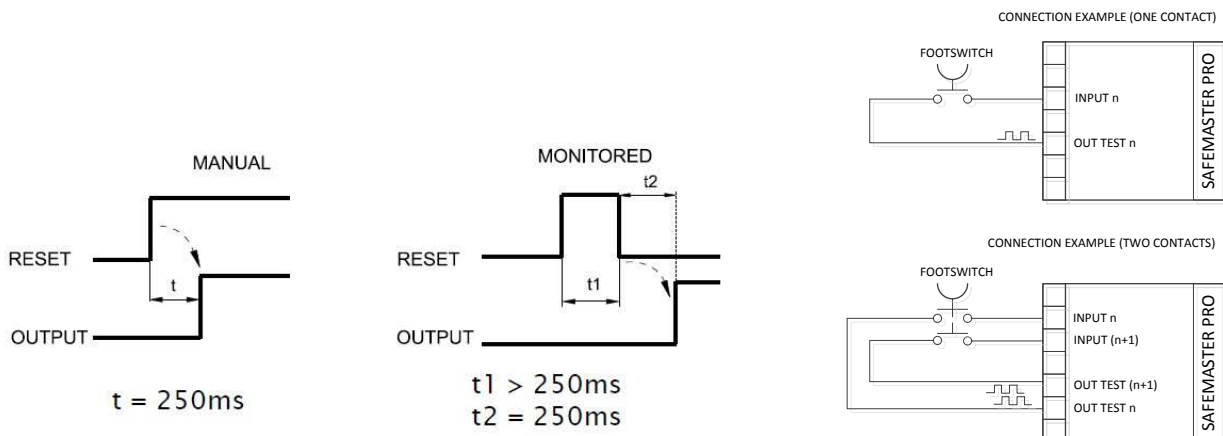 MANUAL
RESET
t
OUTPUT
t = 250ms
MONITORED
t2
RESET
t1
OUTPUT
t1 > 250ms
t2 = 250ms
CONNECTION EXAMPLE (ONE CONTACT)
FOOTSWITCH
INPUT n
OUT TEST n
SAFEMASTER PRO
CONNECTION EXAMPLE (TWO CONTACTS)
FOOTSWITCH
INPUT n
INPUT (n+1)
OUT TEST (n+1)
OUT TEST n
SAFEMASTER PRO